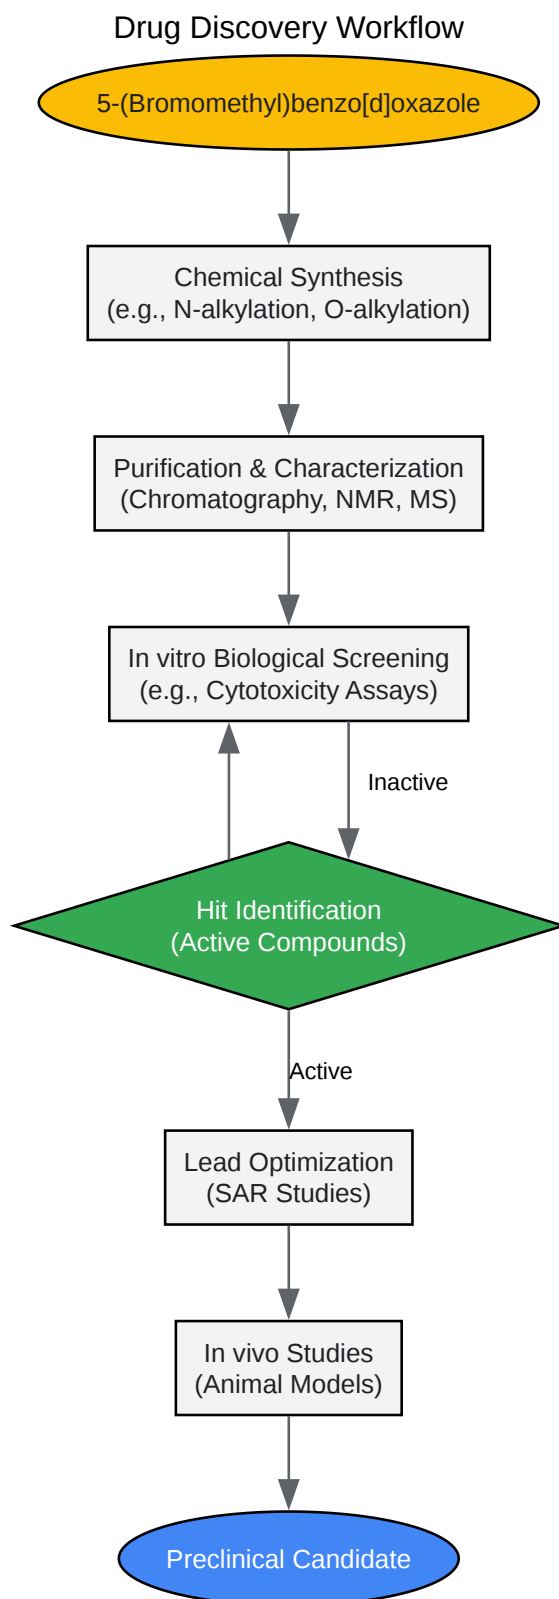 Drug Discovery Workflow
5-(Bromomethyl)benzo[d]oxazole
Chemical Synthesis
(e.g., N-alkylation, O-alkylation)
Purification & Characterization
(Chromatography, NMR, MS)
In vitro Biological Screening
(e.g., Cytotoxicity Assays)
Inactive
Hit Identification
(Active Compounds)
Active
Lead Optimization
(SAR Studies)
In vivo Studies
(Animal Models)
Preclinical Candidate